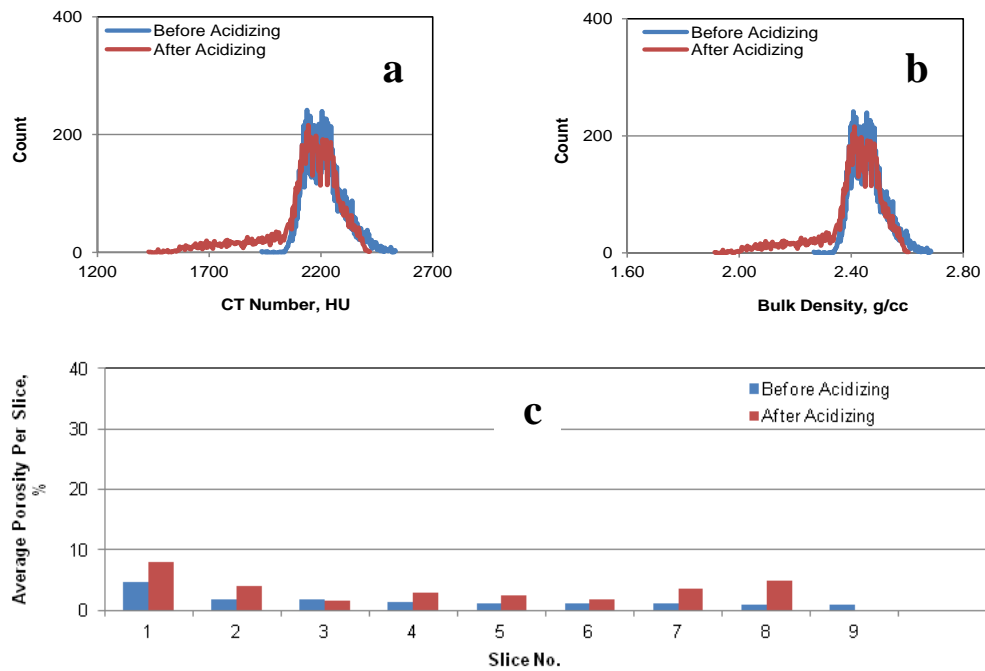 400
Before Acidizing
After Acidizing
a
200
Count
0
1200 1700 2200 2700
CT Number, HU
400
Before Acidizing
After Acidizing
b
200
Count
0
1.60 2.00 2.40 2.80
Bulk Density, g/cc
40
Before Acidizing
After Acidizing
c
30
20
10
0
Average Porosity Per Slice,
%
1 2 3 4 5 6 7 8 9
Slice No.